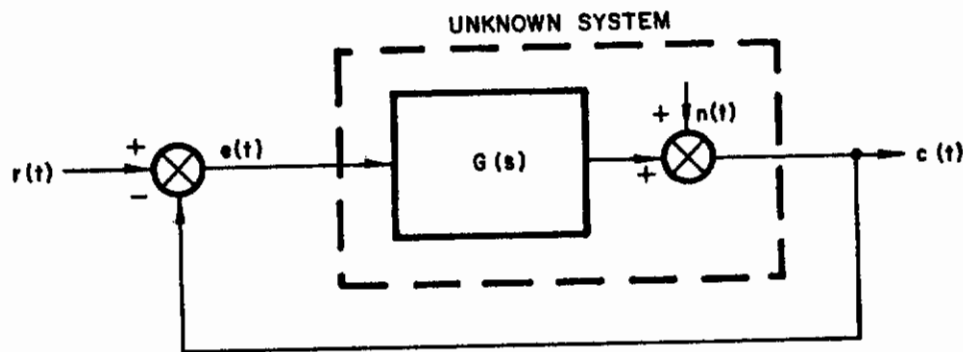 UNKNOWN SYSTEM
+
n(t)
+
e(t)
r(t)
−
G(s)
+
c(t)